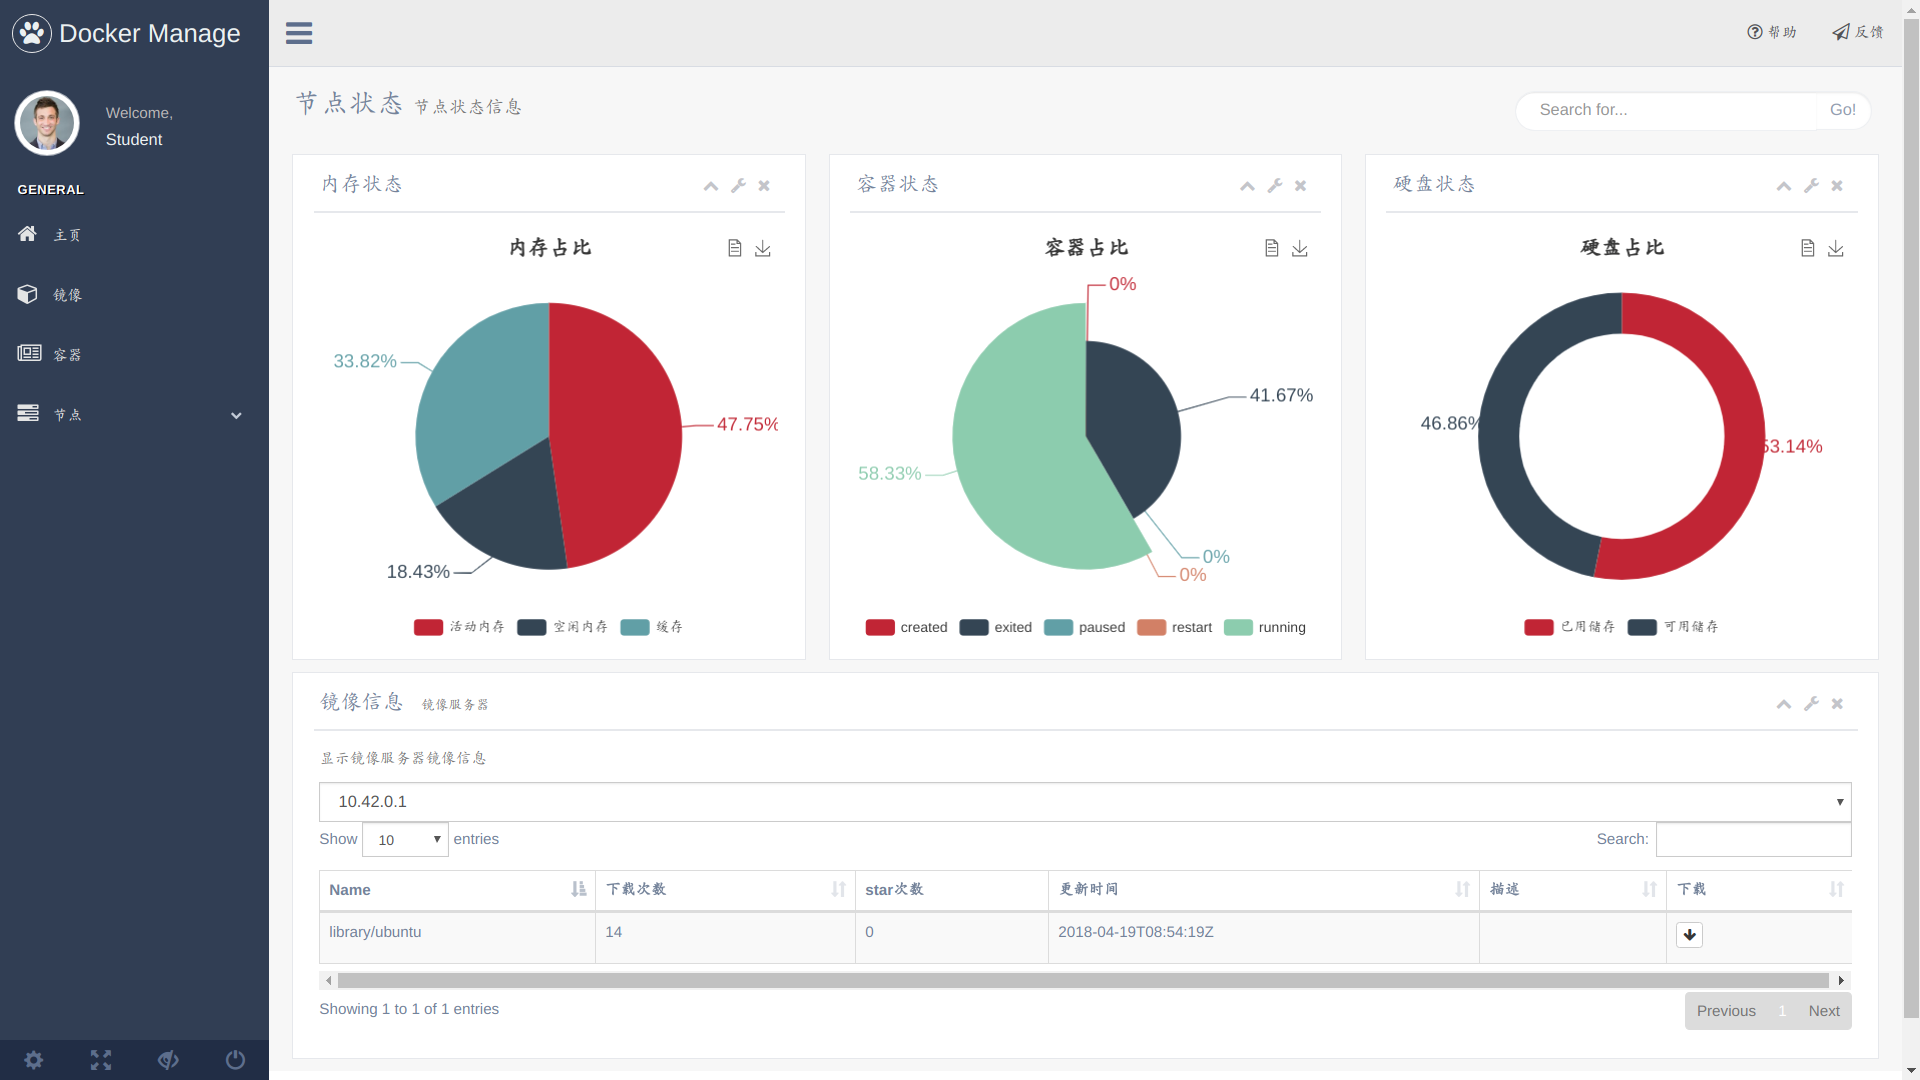 Docker Manage
帮助
反馈
Welcome,
Student
节点状态 节点状态信息
Search for...
Go!
GENERAL
主页
镜像
容器
节点
内存状态
内存占比
33.82%
47.75%
18.43%
活动内存 空闲内存 缓存
容器状态
容器占比
0%
41.67%
58.33%
0%
0%
created exited paused restart running
硬盘状态
硬盘占比
46.86%
53.14%
已用储存 可用储存
镜像信息 镜像服务器
显示镜像服务器镜像信息
10.42.0.1
Show 10 entries
Search:
Name 下载次数 star次数 更新时间 描述 下载
library/ubuntu 14 0 2018-04-19T08:54:19Z
Showing 1 to 1 of 1 entries
Previous 1 Next